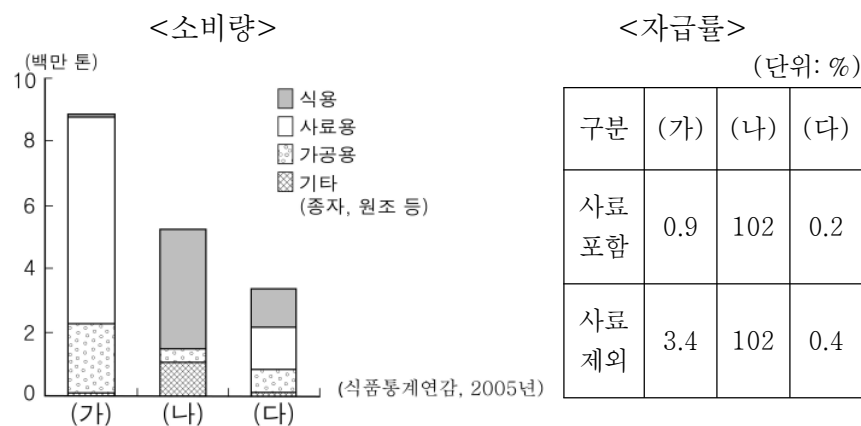 <소비량>
(백만 톤)
10
8
6
4
2
0
식용
사료용
가공용
기타
(종자, 원조 등)
(가) (나) (다)
(식품통계연감, 2005년)
<자급률>
(단위: %)
구분 (가) (나) (다)
사료
포함 0.9 102 0.2
사료
제외 3.4 102 0.4